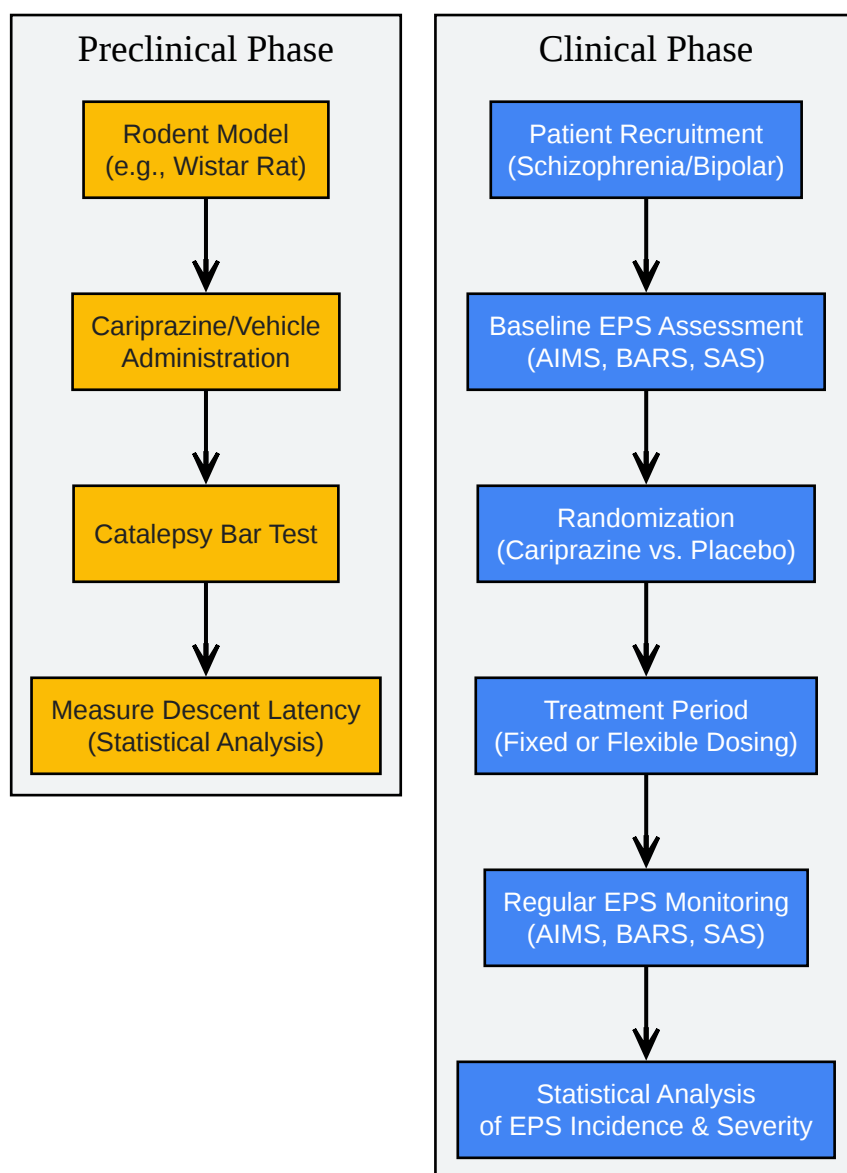 Preclinical Phase
Rodent Model
(e.g., Wistar Rat)
Cariprazine/Vehicle
Administration
Catalepsy Bar Test
Measure Descent Latency
(Statistical Analysis)
Clinical Phase
Patient Recruitment
(Schizophrenia/Bipolar)
Baseline EPS Assessment
(AIMS, BARS, SAS)
Randomization
(Cariprazine vs. Placebo)
Treatment Period
(Fixed or Flexible Dosing)
Regular EPS Monitoring
(AIMS, BARS, SAS)
Statistical Analysis
of EPS Incidence & Severity